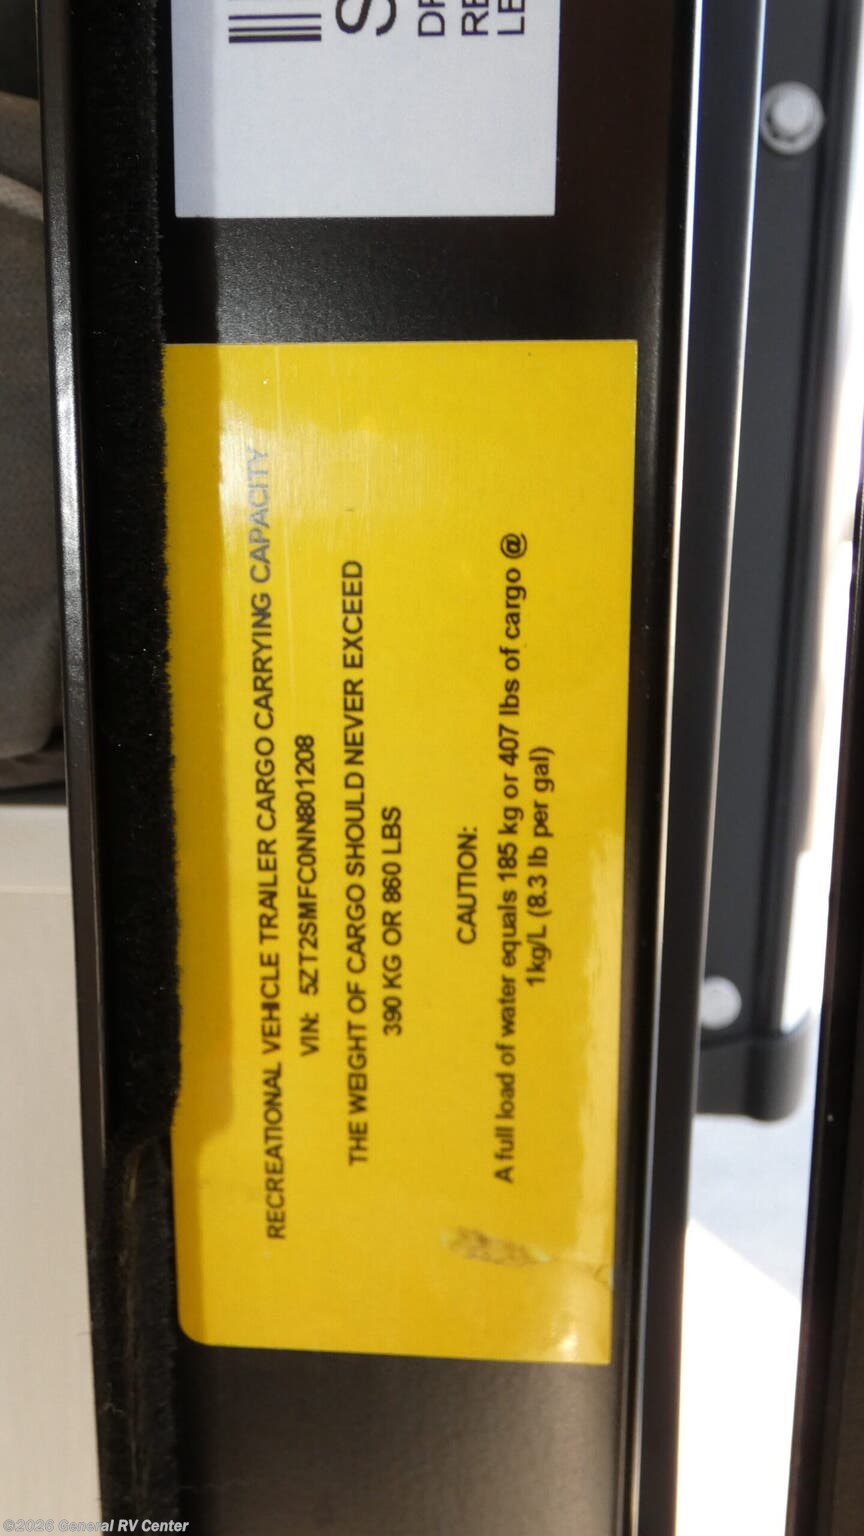 RECREATIONAL VEHICLE TRAILER CARGO CARRYING CAPACITY
VIN: 5ZT2SMFC0NN801208
THE WEIGHT OF CARGO SHOULD NEVER EXCEED
390 KG OR 860 LBS
CAUTION:
A full load of water equals 185 kg or 407 lbs of cargo @
1kg/L (8.3 lb per gal)
©2026 General RV Center